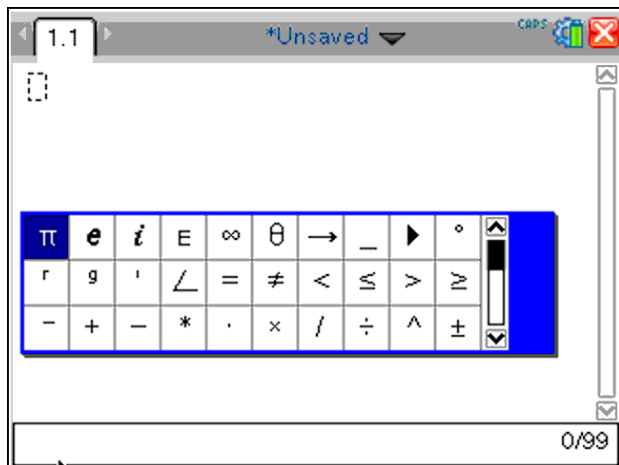 1.1 *Unsaved CAPS
π e i E ∞ θ → _ ▶ °
r g ' ∠ = ≠ < ≤ > ≥
− + − * · × / ÷ ^ ±
0/99